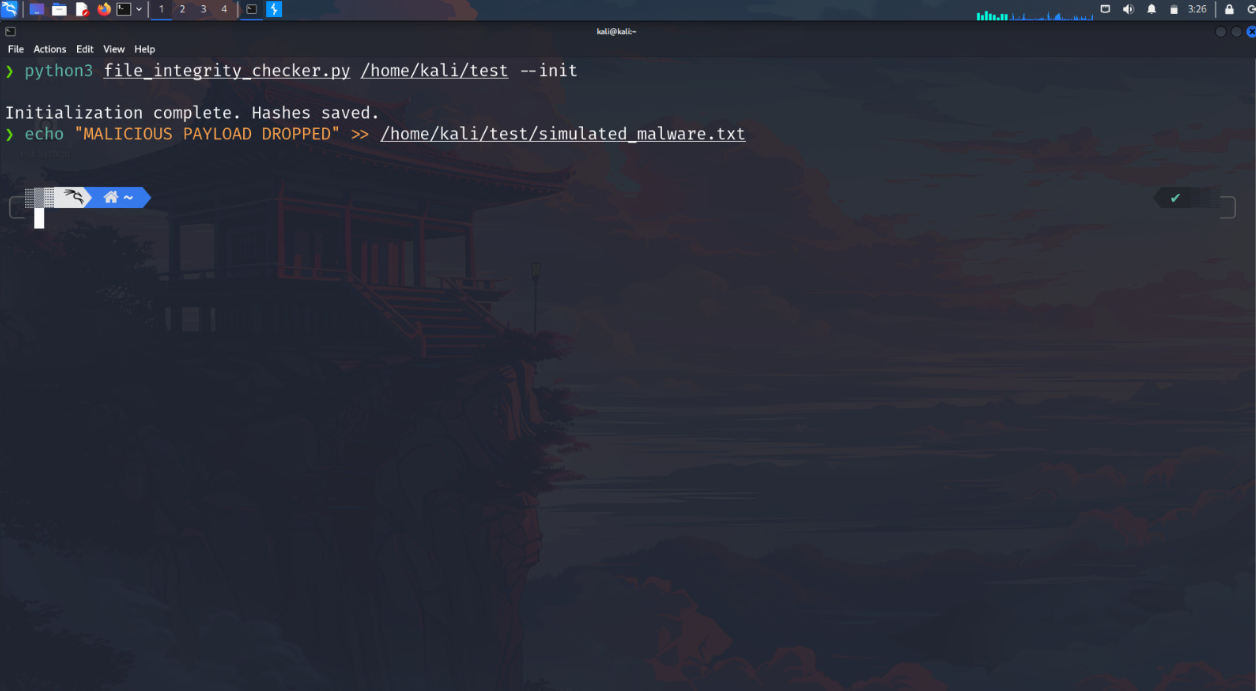 1 2 3 4 3:26
kali@kali:~
File Actions Edit View Help
❯ python3 file_integrity_checker.py /home/kali/test --init
Initialization complete. Hashes saved.
❯ echo "MALICIOUS PAYLOAD DROPPED" >> /home/kali/test/simulated_malware.txt
~